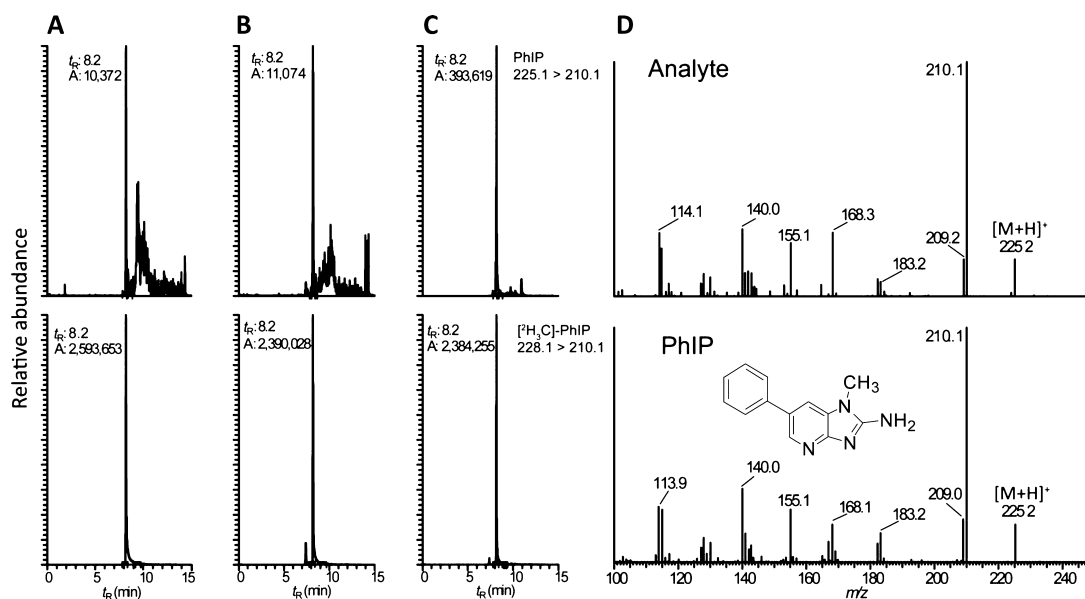 A
B
C
D
tR: 8.2
A: 10,372
tR: 8.2
A: 11,074
tR: 8.2
A: 393,619
PhIP
225.1 > 210.1
Analyte
210.1
114.1
140.0
155.1
168.3
183.2
209.2
[M+H]+
225 2
Relative abundance
tR: 8.2
A: 2,593,653
tR: 8.2
A: 2,390,028
tR: 8.2
A: 2,384,255
[2H3C]-PhIP
228.1 > 210.1
PhIP
210.1
CH3
N
NH2
N
N
113.9
140.0
155.1
168.1
183.2
209.0
[M+H]+
225 2
0 5 10 15
0 5 10 15
0 5 10 15
100 120 140 160 180 200 220 240
tR (min)
tR (min)
tR (min)
m/z